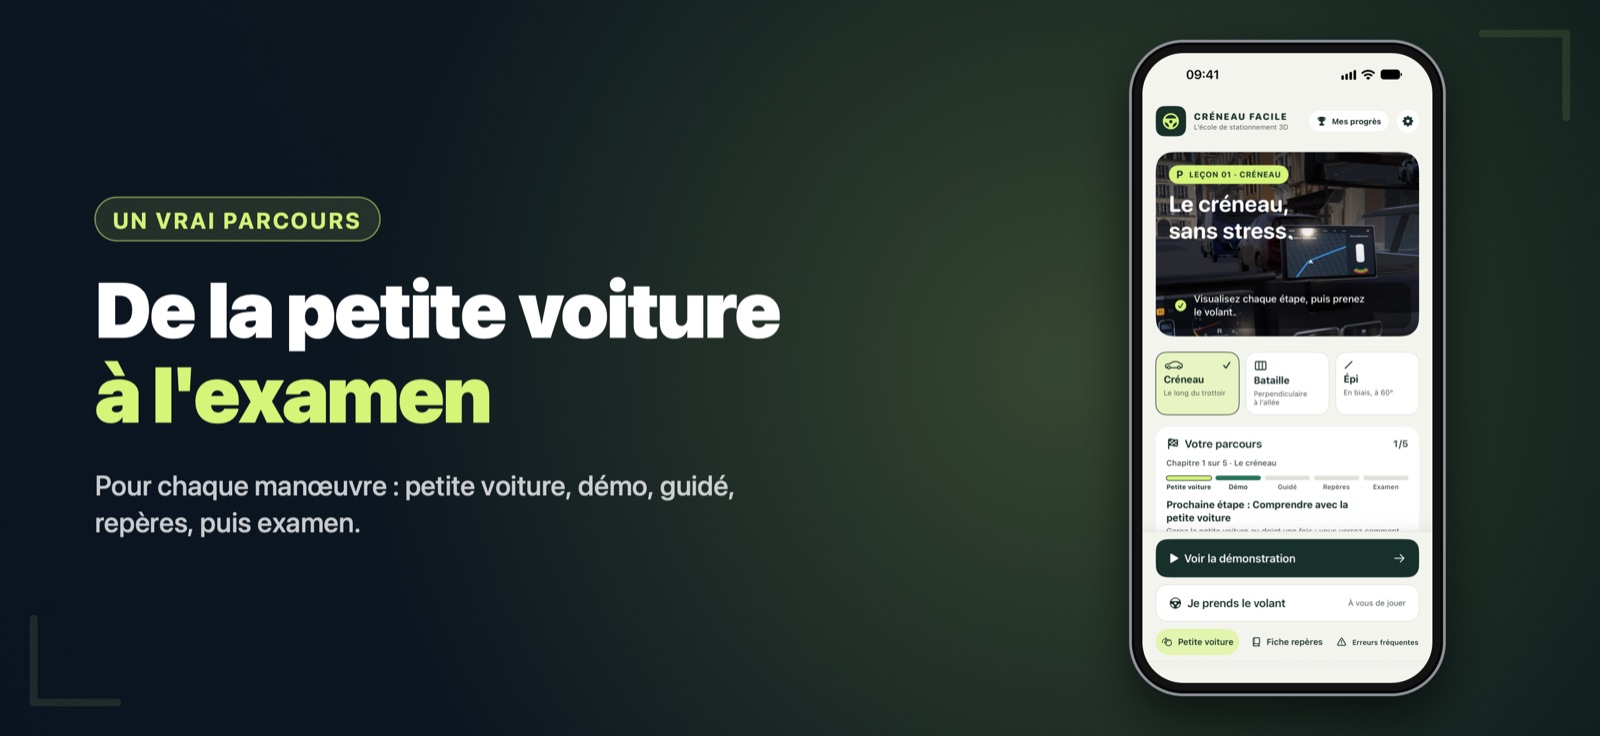 UN VRAI PARCOURS
De la petite voiture
à l'examen
Pour chaque manœuvre : petite voiture, démo, guidé,
repères, puis examen.
09:41
CRÉNEAU FACILE
L'école de stationnement 3D
Mes progrès
P LEÇON 01 · CRÉNEAU
Le créneau,
sans stress.
Visualisez chaque étape, puis prenez
le volant.
Créneau
Le long du trottoir
Bataille
Perpendiculaire
à l'allée
Épi
En biais, à 60°
Votre parcours 1/5
Chapitre 1 sur 5 · Le créneau
Petite voiture Démo Guidé Repères Examen
Prochaine étape : Comprendre avec la
petite voiture
Voir la démonstration
Je prends le volant À vous de jouer
Petite voiture Fiche repères Erreurs fréquentes